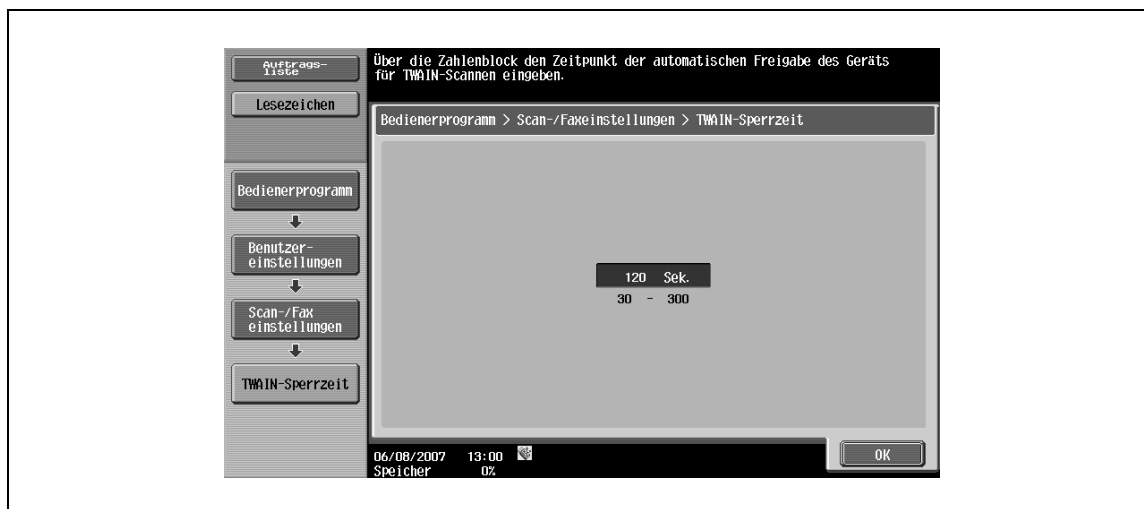 Auftrags-
liste
Lesezeichen
Über die Zahlenblock den Zeitpunkt der automatischen Freigabe des Geräts
für TWAIN-Scannen eingeben.
Bedienerprogramm > Scan-/Faxeinstellungen > TWAIN-Sperrzeit
Bedienerprogramm
Benutzer-
einstellungen
Scan-/Fax
einstellungen
TWAIN-Sperrzeit
120 Sek.
30 - 300
06/08/2007 13:00
Speicher 0%
OK